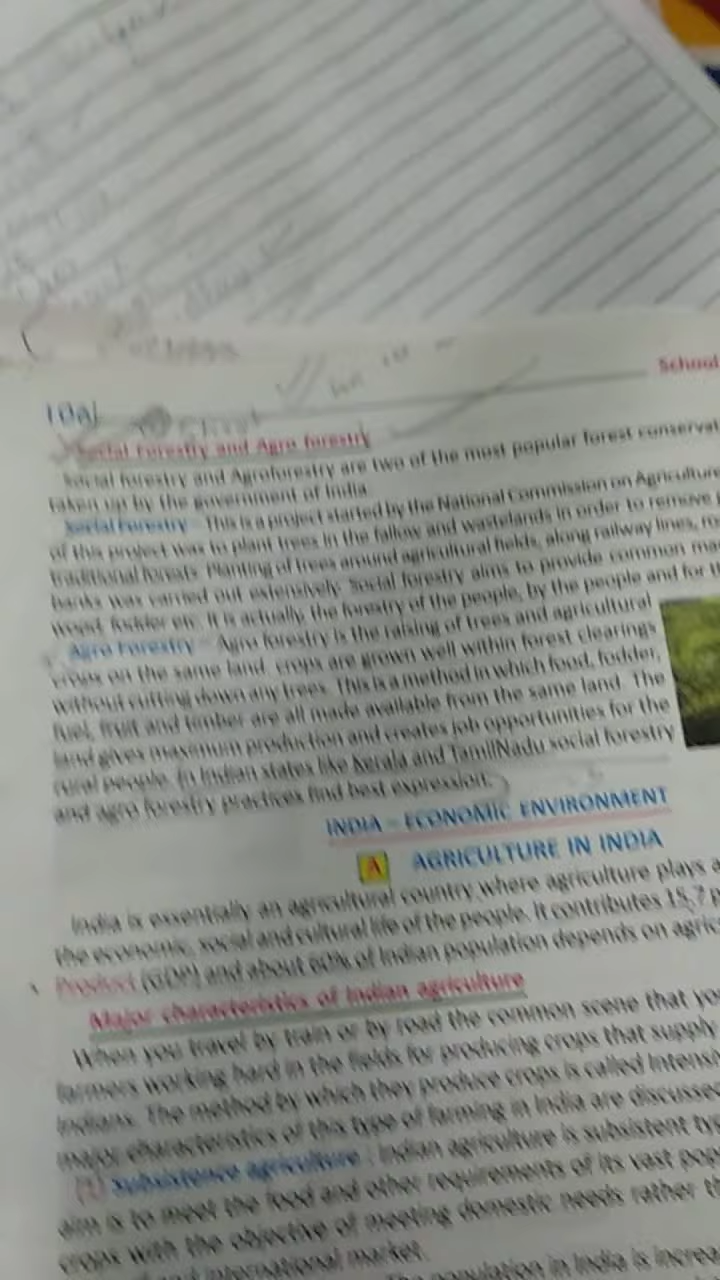 School
Social Forestry and Agro forestry
Social forestry and Agroforestry are two of the most popular forest conservat
taken up by the government of India
Social Forestry - This is a project started by the National Commission on Agriculture
of this project was to plant trees in the fallow and wastelands in order to remove
traditional forests. Planting of trees around agricultural fields, along railway lines, ro
banks was carried out extensively. Social forestry aims to provide common ma
wood, fodder etc. It is actually, the forestry of the people, by the people and for t
Agro Forestry - Agro forestry is the raising of trees and agricultural
crops on the same land. crops are grown well within forest clearings
without cutting down any trees. This is a method in which food, fodder,
fuel, fruit and timber are all made available from the same land. The
land gives maximum production and creates job opportunities for the
rural people. In Indian states like Kerala and TamilNadu social forestry
and agro forestry practices find best expression.
INDIA - ECONOMIC ENVIRONMENT
A AGRICULTURE IN INDIA
India is essentially an agricultural country where agriculture plays a
the economic, social and cultural life of the people. It contributes 15.7 p
Product (GDP) and about 60% of Indian population depends on agric
Major characteristics of Indian agriculture
When you travel by train or by road the common scene that yo
farmers working hard in the fields for producing crops that supply
Indians. The method by which they produce crops is called Intensi
major characteristics of this type of farming in India are discussed
(1) Subsistence agriculture : Indian agriculture is subsistent ty
aim is to meet the food and other requirements of its vast pop
crops with the objective of meeting domestic needs rather th
and international market.
population in India is increa